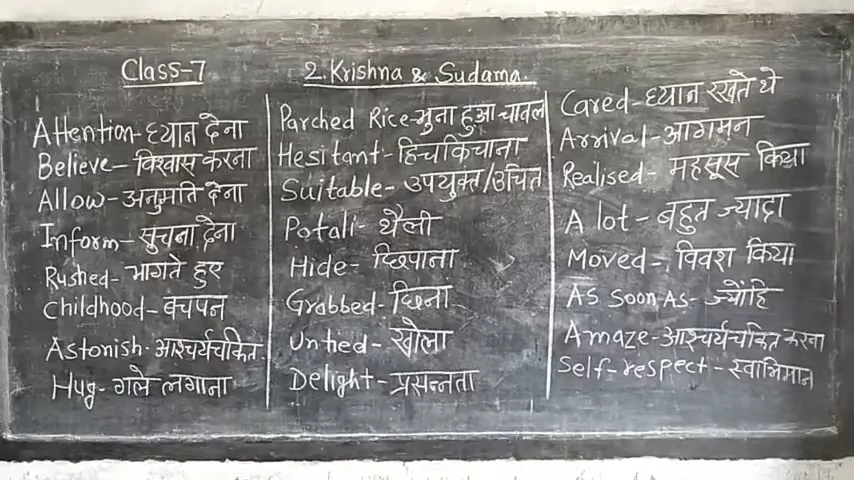 Class-7
2. Krishna & Sudama.
Attention-ध्यान देना
Believe-विश्वास करना
Allow-अनुमति देना
Inform-सुचना देना
Rushed-भागते हुए
Childhood-बचपन
Astonish-आश्चर्यचकित
Hug-गले लगाना
Parched Rice-भुना हुआ चावल
Hesitant-हिचकिचाना
Suitable-उपयुक्त/उचित
Potali-थैली
Hide-छिपाना
Grabbed-छिना
Untied-खोला
Delight-प्रसन्नता
Cared-ध्यान रखते थे
Arrival-आगमन
Realised-महसूस किया
A lot-बहुत ज्यादा
Moved-विवश किया
As Soon As-ज्योंहि
Amaze-आश्चर्यचकित करना
Self-respect-स्वाभिमान